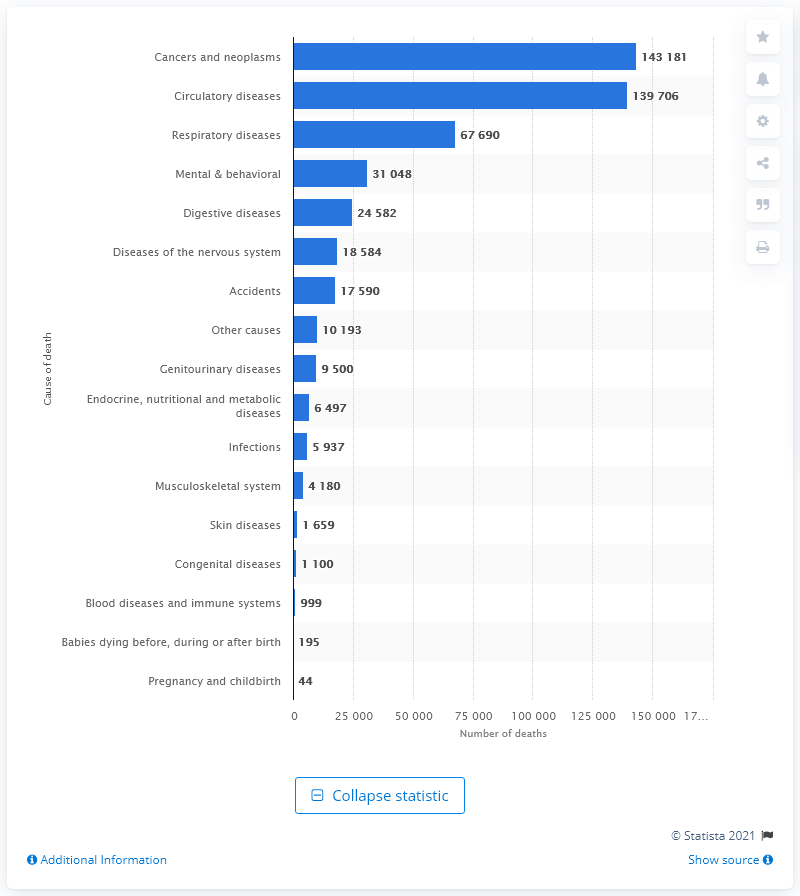 Cancers and neoplasms 143 181
Circulatory diseases 139 706
Respiratory diseases 67 690
Mental & behavioral 31 048
Digestive diseases 24 582
Diseases of the nervous system 18 584
Accidents 17 590
Other causes 10 193
Genitourinary diseases 9 500
Endocrine, nutritional and metabolic
diseases 6 497
Infections 5 937
Musculoskeletal system 4 180
Skin diseases 1 659
Congenital diseases 1 100
Blood diseases and immune systems 999
Babies dying before, during or after birth 195
Pregnancy and childbirth 44
Cause of death
0 25 000 50 000 75 000 100 000 125 000 150 000 17...
Number of deaths
Collapse statistic
© Statista 2021
Additional Information
Show source